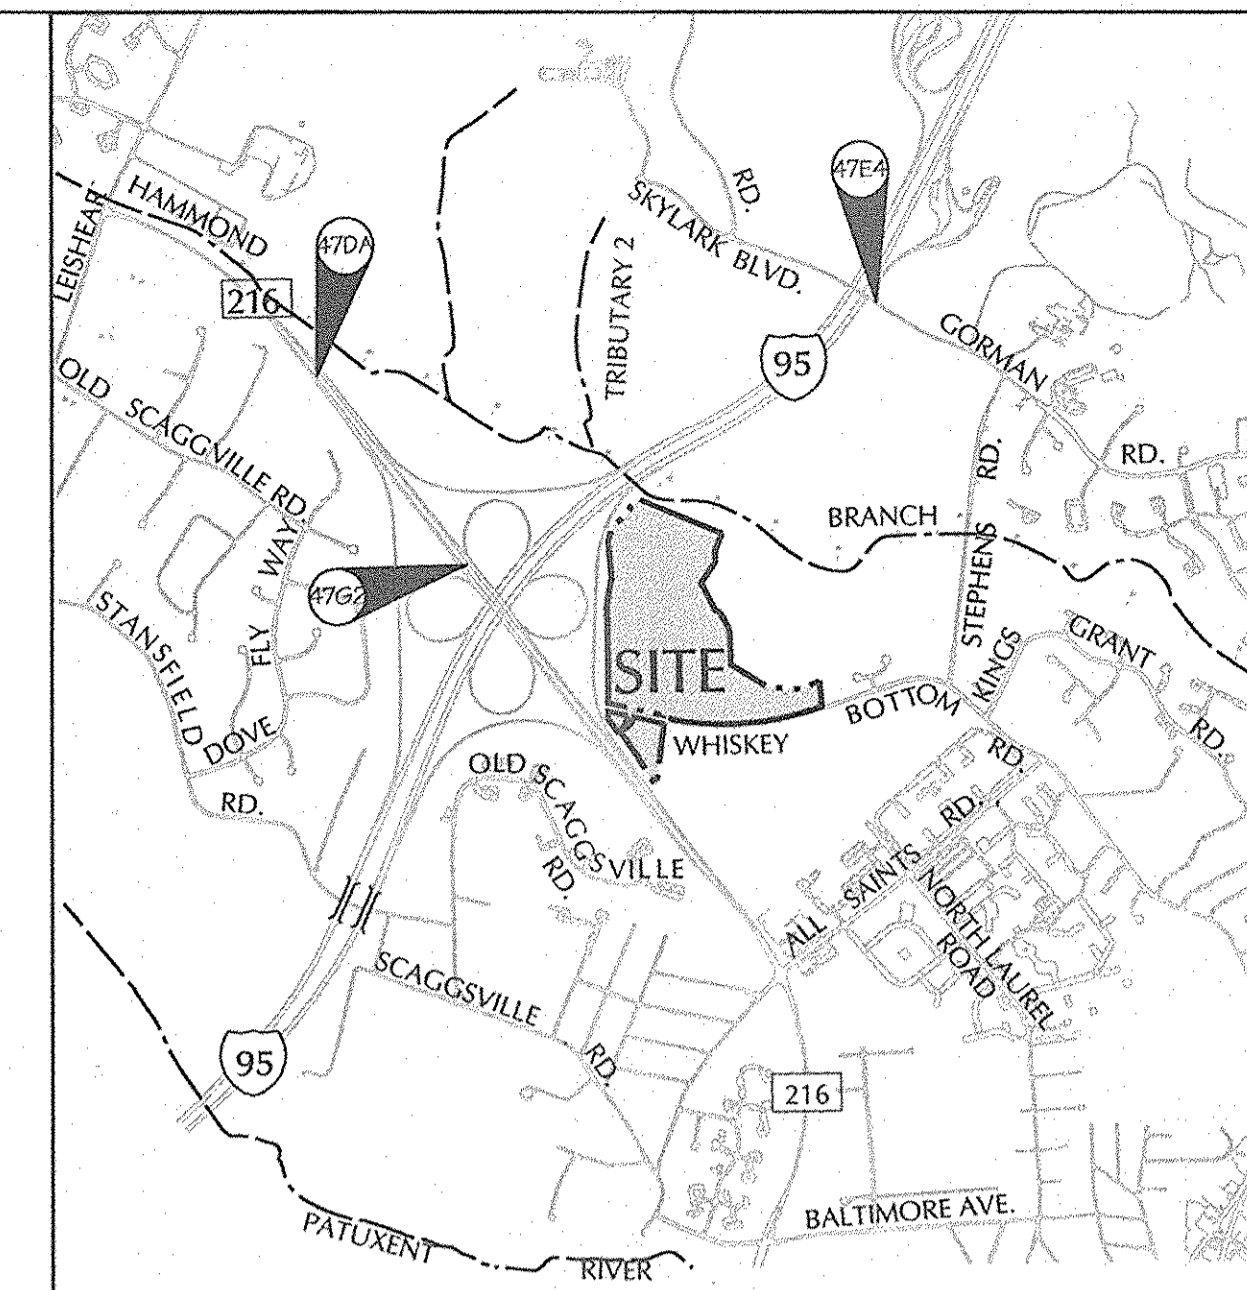 47E4
RD.
SKYLARK BLVD.
HAMMOND
LEISHEAR
47DA
216
TRIBUTARY 2
95
GORMAN
RD.
OLD SCAGGVILLE RD.
STEPHENS RD.
BRANCH
FLY WAY
47G2
STANSFIELD
DOVE
RD.
SITE
KINGS
GRANT
RD.
BOTTOM
RD.
WHISKEY
OLD SCAGGSVILLE
RD.
ALL SAINTS RD.
NORTH LAUREL
ROAD
SCAGGSVILLE
RD.
95
216
BALTIMORE AVE.
PATUXENT
RIVER